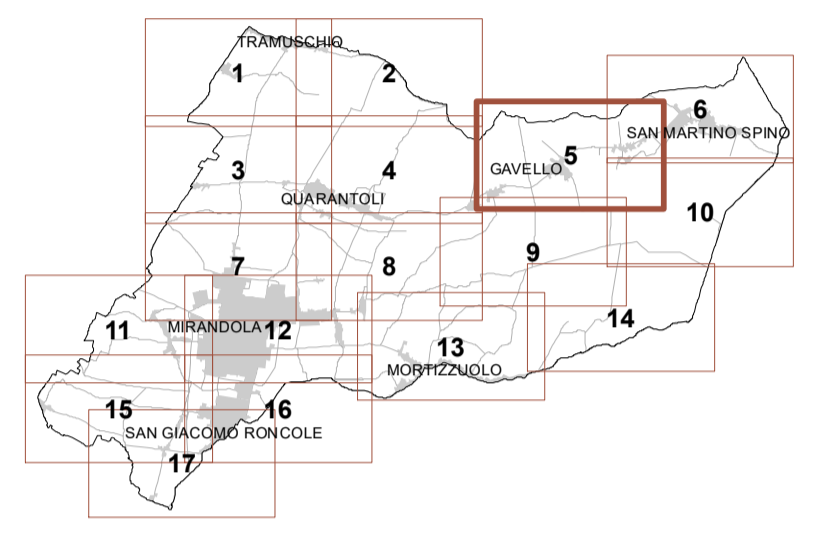 TRAMUSCHIO
1
2
6
SAN MARTINO SPINO
5
GAVELLO
3
4
QUARANTOLI
10
9
7
8
14
MIRANDOLA
11
12
13
MORTIZZUOLO
15
16
SAN GIACOMO RONCOLE
17